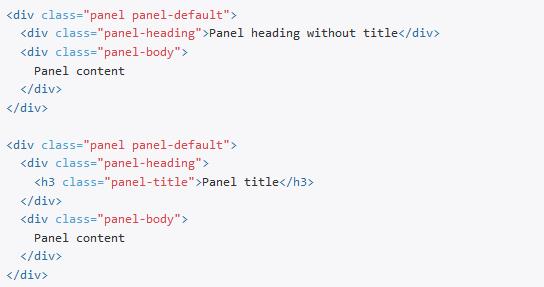 <div class="panel panel-default">
  <div class="panel-heading">Panel heading without title</div>
  <div class="panel-body">
    Panel content
  </div>
</div>

<div class="panel panel-default">
  <div class="panel-heading">
    <h3 class="panel-title">Panel title</h3>
  </div>
  <div class="panel-body">
    Panel content
  </div>
</div>